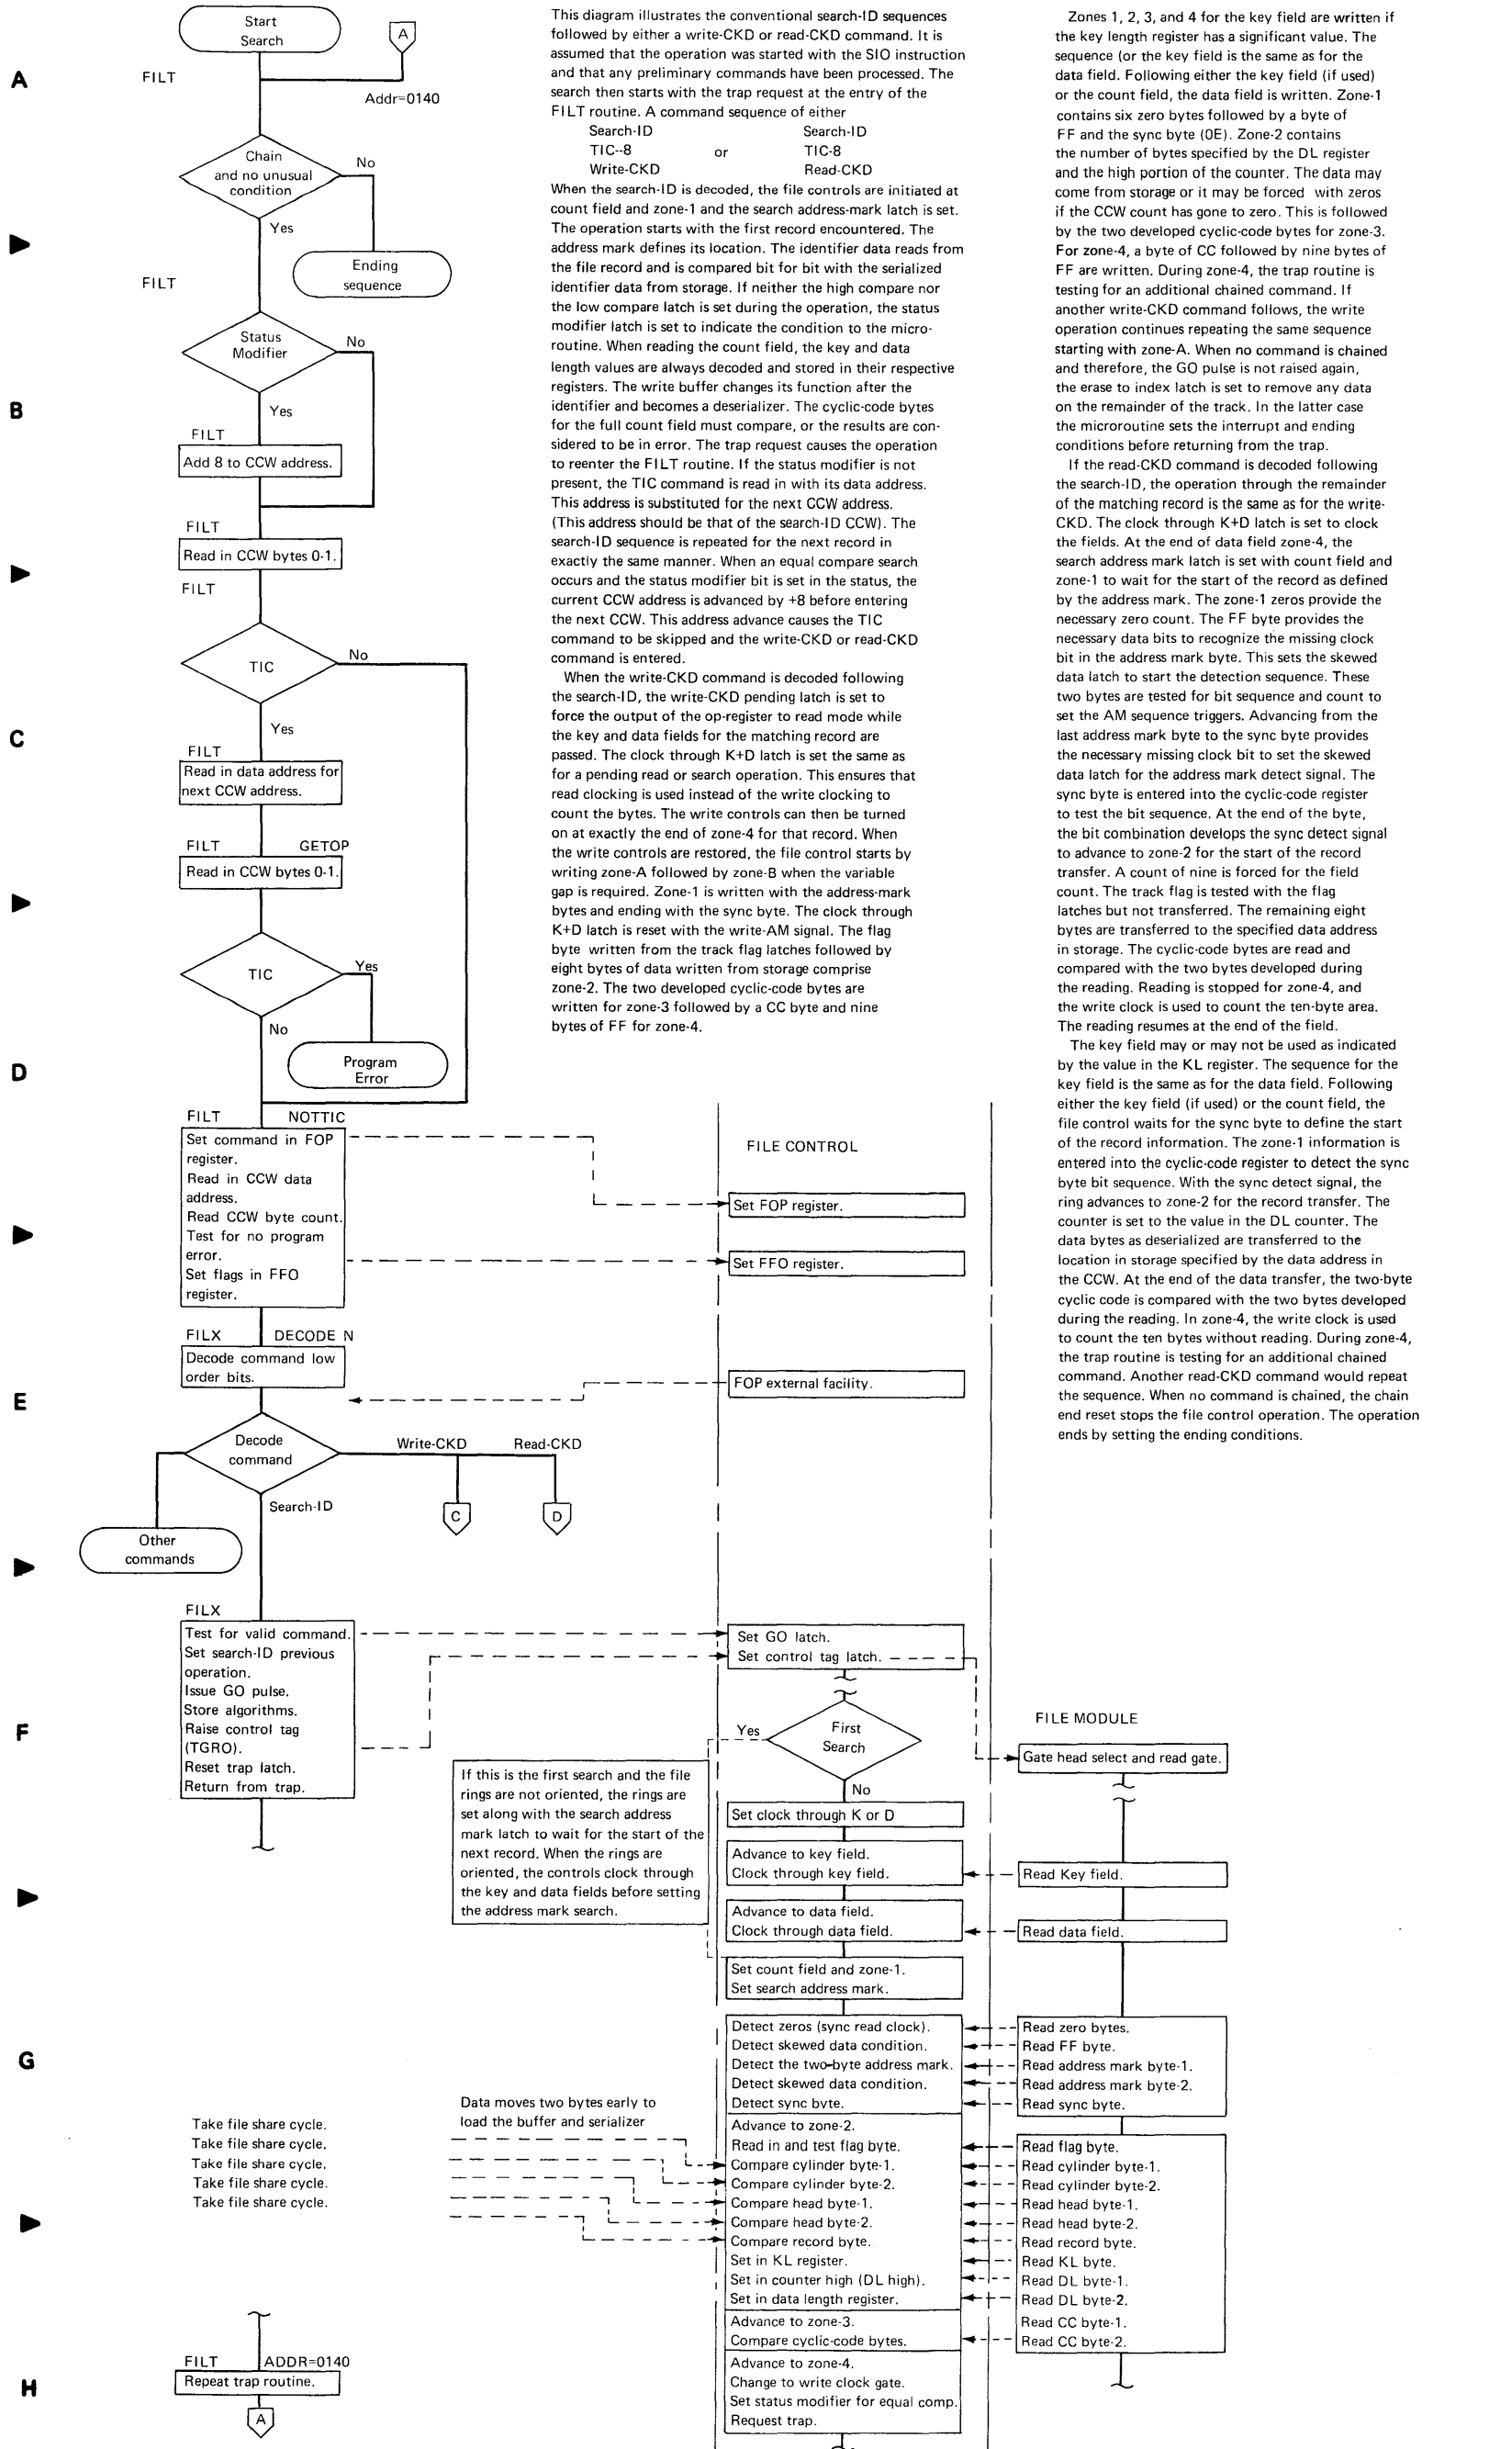 Start
Search
A
A
FILT
Addr=0140
Chain
and no unusual
condition
No
Yes
Ending
sequence
FILT
Status
Modifier
No
B
Yes
FILT
Add 8 to CCW address.
FILT
Read in CCW bytes 0-1.
FILT
TIC
No
C
Yes
FILT
Read in data address for
next CCW address.
FILT GETOP
Read in CCW bytes 0-1.
TIC
Yes
No
D
Program
Error
This diagram illustrates the conventional search-ID sequences
followed by either a write-CKD or read-CKD command. It is
assumed that the operation was started with the SIO instruction
and that any preliminary commands have been processed. The
search then starts with the trap request at the entry of the
FILT routine. A command sequence of either
Search-ID Search-ID
TIC--8 or TIC-8
Write-CKD Read-CKD
When the search-ID is decoded, the file controls are initiated at
count field and zone-1 and the search address-mark latch is set.
The operation starts with the first record encountered. The
address mark defines its location. The identifier data reads from
the file record and is compared bit for bit with the serialized
identifier data from storage. If neither the high compare nor
the low compare latch is set during the operation, the status
modifier latch is set to indicate the condition to the micro-
routine. When reading the count field, the key and data
length values are always decoded and stored in their respective
registers. The write buffer changes its function after the
identifier and becomes a deserializer. The cyclic-code bytes
for the full count field must compare, or the results are con-
sidered to be in error. The trap request causes the operation
to reenter the FILT routine. If the status modifier is not
present, the TIC command is read in with its data address.
This address is substituted for the next CCW address.
(This address should be that of the search-ID CCW). The
search-ID sequence is repeated for the next record in
exactly the same manner. When an equal compare search
occurs and the status modifier bit is set in the status, the
current CCW address is advanced by +8 before entering
the next CCW. This address advance causes the TIC
command to be skipped and the write-CKD or read-CKD
command is entered.
When the write-CKD command is decoded following
the search-ID, the write-CKD pending latch is set to
force the output of the op-register to read mode while
the key and data fields for the matching record are
passed. The clock through K+D latch is set the same as
for a pending read or search operation. This ensures that
read clocking is used instead of the write clocking to
count the bytes. The write controls can then be turned
on at exactly the end of zone-4 for that record. When
the write controls are restored, the file control starts by
writing zone-A followed by zone-B when the variable
gap is required. Zone-1 is written with the address-mark
bytes and ending with the sync byte. The clock through
K+D latch is reset with the write-AM signal. The flag
byte written from the track flag latches followed by
eight bytes of data written from storage comprise
zone-2. The two developed cyclic-code bytes are
written for zone-3 followed by a CC byte and nine
bytes of FF for zone-4.
Zones 1, 2, 3, and 4 for the key field are written if
the key length register has a significant value. The
sequence (or the key field is the same as for the
data field. Following either the key field (if used)
or the count field, the data field is written. Zone-1
contains six zero bytes followed by a byte of
FF and the sync byte (0E). Zone-2 contains
the number of bytes specified by the DL register
and the high portion of the counter. The data may
come from storage or it may be forced with zeros
if the CCW count has gone to zero. This is followed
by the two developed cyclic-code bytes for zone-3.
For zone-4, a byte of CC followed by nine bytes of
FF are written. During zone-4, the trap routine is
testing for an additional chained command. If
another write-CKD command follows, the write
operation continues repeating the same sequence
starting with zone-A. When no command is chained
and therefore, the GO pulse is not raised again,
the erase to index latch is set to remove any data
on the remainder of the track. In the latter case
the microroutine sets the interrupt and ending
conditions before returning from the trap.
If the read-CKD command is decoded following
the search-ID, the operation through the remainder
of the matching record is the same as for the write-
CKD. The clock through K+D latch is set to clock
the fields. At the end of data field zone-4, the
search address mark latch is set with count field and
zone-1 to wait for the start of the record as defined
by the address mark. The zone-1 zeros provide the
necessary zero count. The FF byte provides the
necessary data bits to recognize the missing clock
bit in the address mark byte. This sets the skewed
data latch to start the detection sequence. These
two bytes are tested for bit sequence and count to
set the AM sequence triggers. Advancing from the
last address mark byte to the sync byte provides
the necessary missing clock bit to set the skewed
data latch for the address mark detect signal. The
sync byte is entered into the cyclic-code register
to test the bit sequence. At the end of the byte,
the bit combination develops the sync detect signal
to advance to zone-2 for the start of the record
transfer. A count of nine is forced for the field
count. The track flag is tested with the flag
latches but not transferred. The remaining eight
bytes are transferred to the specified data address
in storage. The cyclic-code bytes are read and
compared with the two bytes developed during
the reading. Reading is stopped for zone-4, and
the write clock is used to count the ten-byte area.
The reading resumes at the end of the field.
The key field may or may not be used as indicated
by the value in the KL register. The sequence for the
key field is the same as for the data field. Following
either the key field (if used) or the count field, the
file control waits for the sync byte to define the start
of the record information. The zone-1 information is
entered into the cyclic-code register to detect the sync
byte bit sequence. With the sync detect signal, the
ring advances to zone-2 for the record transfer. The
counter is set to the value in the DL counter. The
data bytes as deserialized are transferred to the
location in storage specified by the data address in
the CCW. At the end of the data transfer, the two-byte
cyclic code is compared with the two bytes developed
during the reading. In zone-4, the write clock is used
to count the ten bytes without reading. During zone-4,
the trap routine is testing for an additional chained
command. Another read-CKD command would repeat
the sequence. When no command is chained, the chain
end reset stops the file control operation. The operation
ends by setting the ending conditions.
FILT NOTTIC
Set command in FOP
register.
Read in CCW data
address.
Read CCW byte count.
Test for no program
error.
Set flags in FFO
register.
FILE CONTROL
Set FOP register.
Set FFO register.
FILX DECODE N
Decode command low
order bits.
FOP external facility.
E
Decode
command
Write-CKD
Read-CKD
Search-ID
C
D
Other
commands
FILX
Test for valid command.
Set search-ID previous
operation.
Issue GO pulse.
Store algorithms.
Raise control tag
(TGRO).
Reset trap latch.
Return from trap.
F
Set GO latch.
Set control tag latch.
Yes
First
Search
No
FILE MODULE
Gate head select and read gate.
If this is the first search and the file
rings are not oriented, the rings are
set along with the search address
mark latch to wait for the start of the
next record. When the rings are
oriented, the controls clock through
the key and data fields before setting
the address mark search.
Set clock through K or D
Advance to key field.
Clock through key field.
Read Key field.
Advance to data field.
Clock through data field.
Read data field.
Set count field and zone-1.
Set search address mark.
G
Detect zeros (sync read clock).
Detect skewed data condition.
Detect the two-byte address mark.
Detect skewed data condition.
Detect sync byte.
Read zero bytes.
Read FF byte.
Read address mark byte-1.
Read address mark byte-2.
Read sync byte.
Data moves two bytes early to
load the buffer and serializer
Take file share cycle.
Take file share cycle.
Take file share cycle.
Take file share cycle.
Take file share cycle.
Advance to zone-2.
Read in and test flag byte.
Compare cylinder byte-1.
Compare cylinder byte-2.
Compare head byte-1.
Compare head byte-2.
Compare record byte.
Set in KL register.
Set in counter high (DL high).
Set in data length register.
Read flag byte.
Read cylinder byte-1.
Read cylinder byte-2.
Read head byte-1.
Read head byte-2.
Read record byte.
Read KL byte.
Read DL byte-1.
Read DL byte-2.
Read CC byte-1.
Read CC byte-2.
Advance to zone-3.
Compare cyclic-code bytes.
Advance to zone-4.
Change to write clock gate.
Set status modifier for equal comp.
Request trap.
H
FILT ADDR=0140
Repeat trap routine.
A